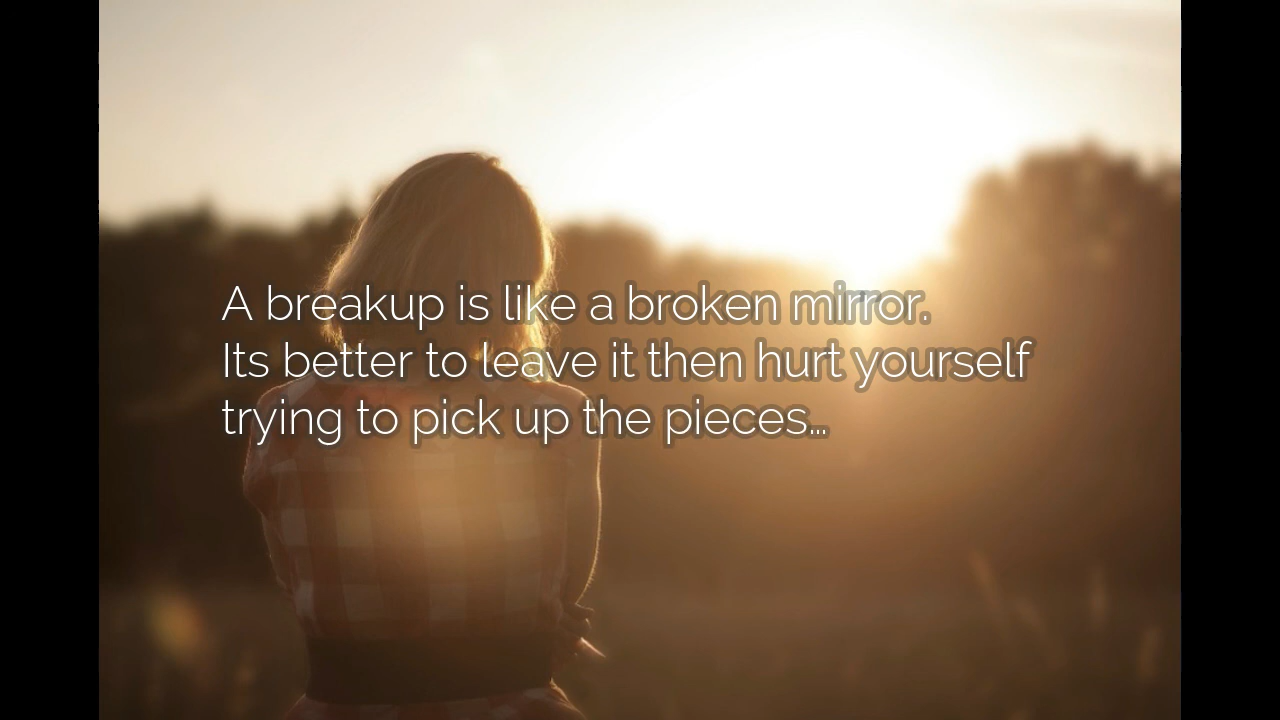 A breakup is like a broken mirror.
Its better to leave it then hurt yourself
trying to pick up the pieces...